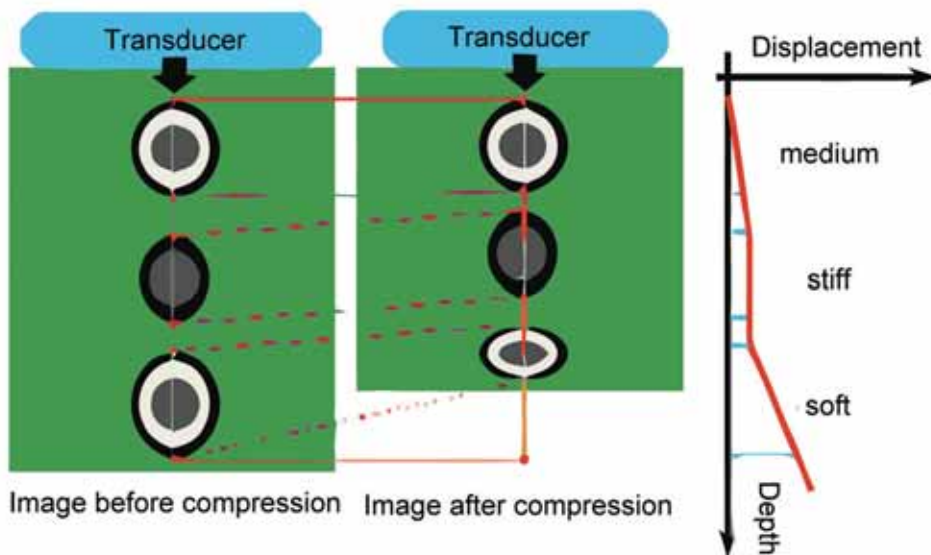 Transducer
Transducer
Displacement
medium
stiff
soft
Depth
Image before compression
Image after compression